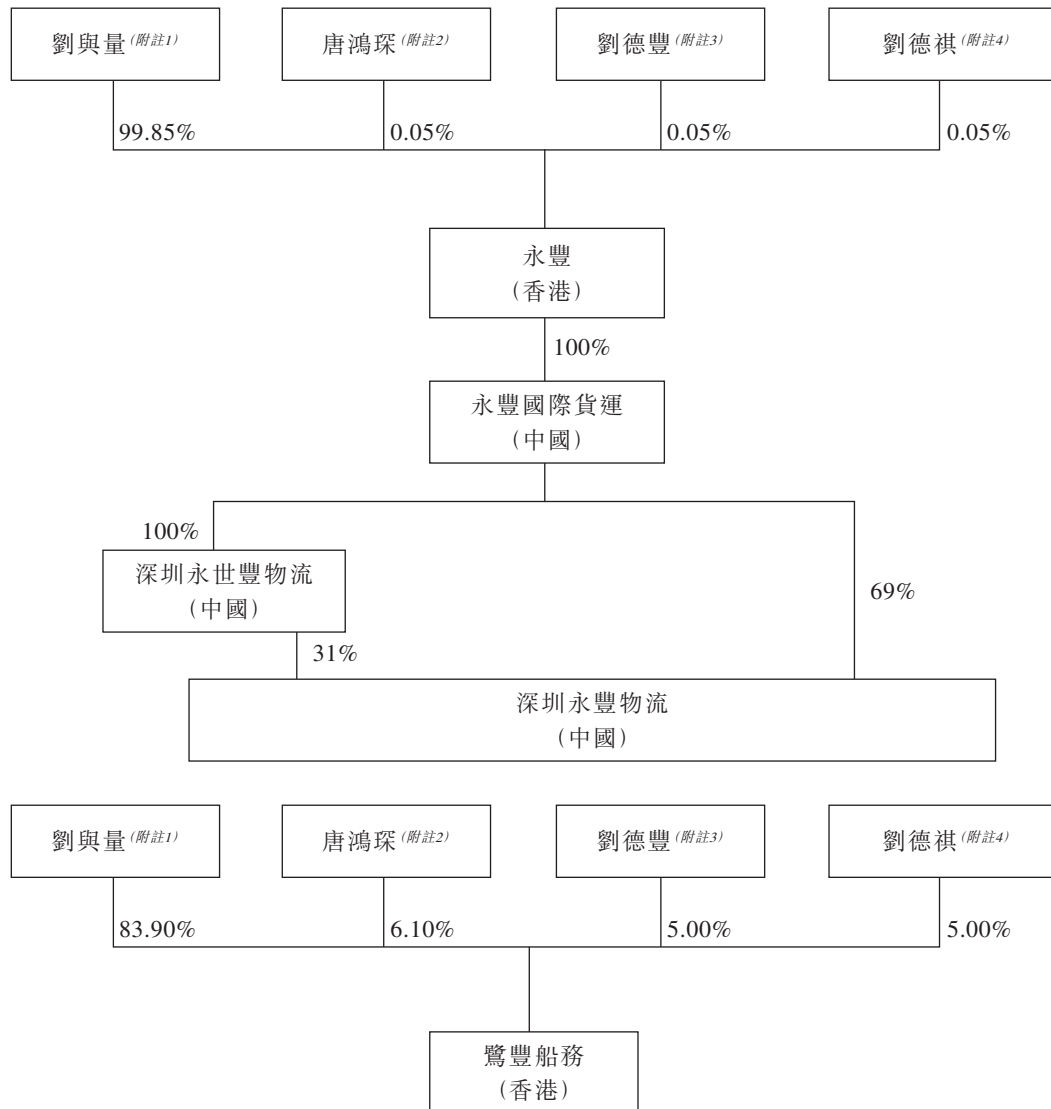 劉與量(附註1) 唐鴻琛(附註2) 劉德豐(附註3) 劉德祺(附註4)
99.85% 0.05% 0.05% 0.05%
永豐
(香港)
100%
永豐國際貨運
(中國)
100%
深圳永世豐物流
(中國)
69%
31%
深圳永豐物流
(中國)
劉與量(附註1) 唐鴻琛(附註2) 劉德豐(附註3) 劉德祺(附註4)
83.90% 6.10% 5.00% 5.00%
鷺豐船務
(香港)